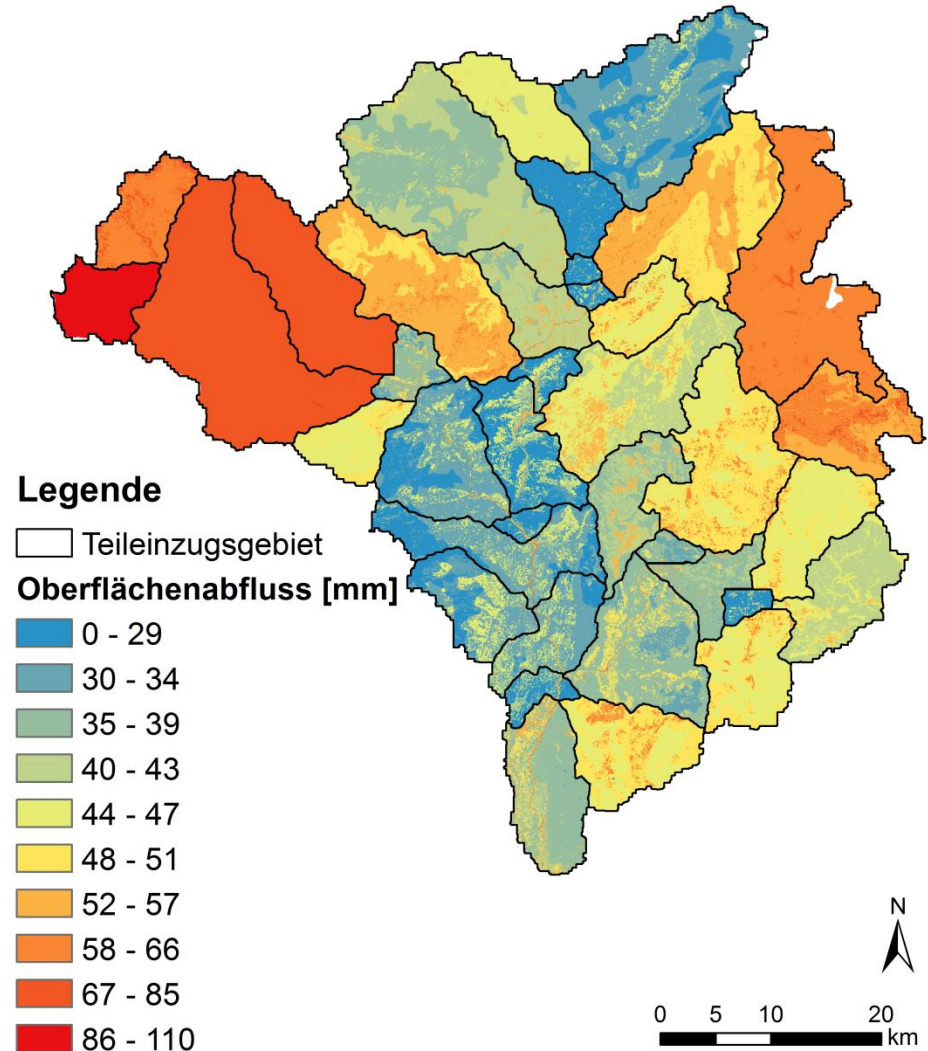 Legende
Teileinzugsgebiet
Oberflächenabfluss [mm]
0 - 29
30 - 34
35 - 39
40 - 43
44 - 47
48 - 51
52 - 57
58 - 66
67 - 85
86 - 110
N
0 5 10 20
km